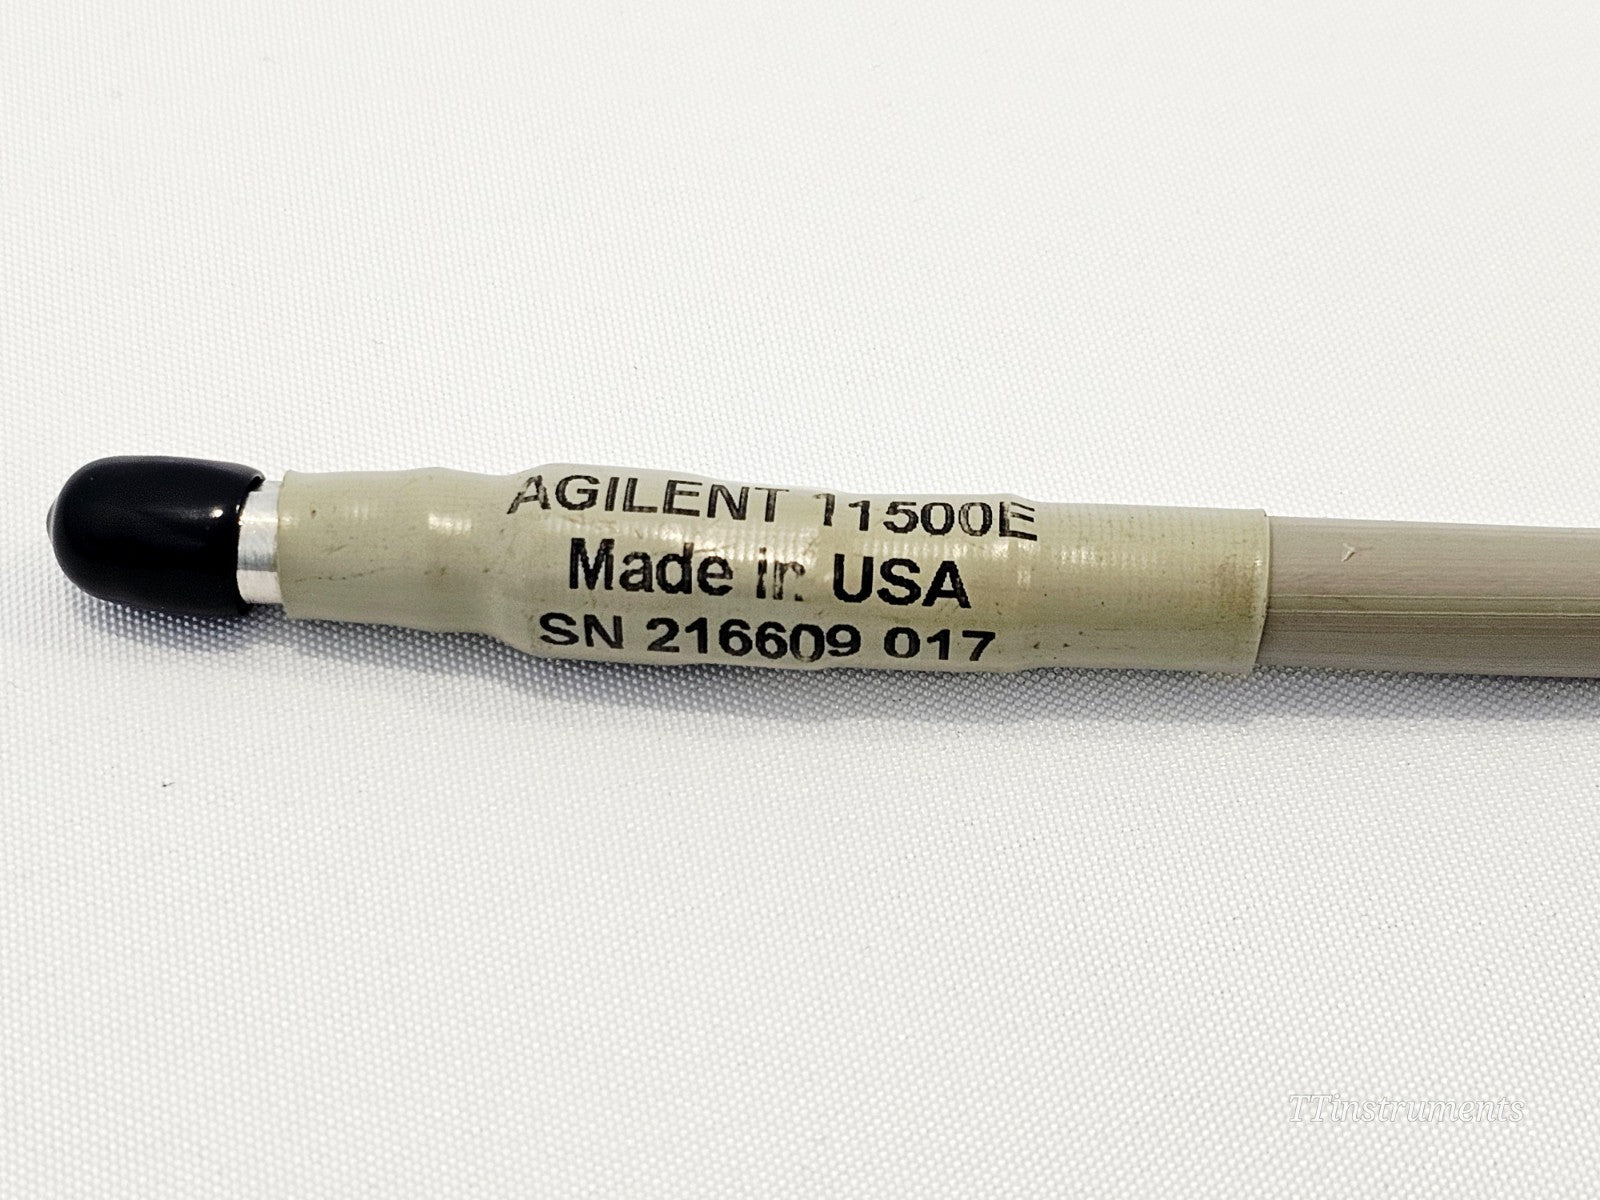 AGILENT 11500E
Made in USA
SN 216609 017
TTinstruments